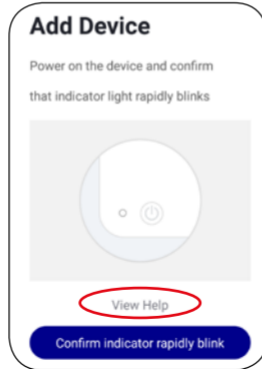 Add Device
Power on the device and confirm
that indicator light rapidly blinks
View Help
Confirm indicator rapidly blink